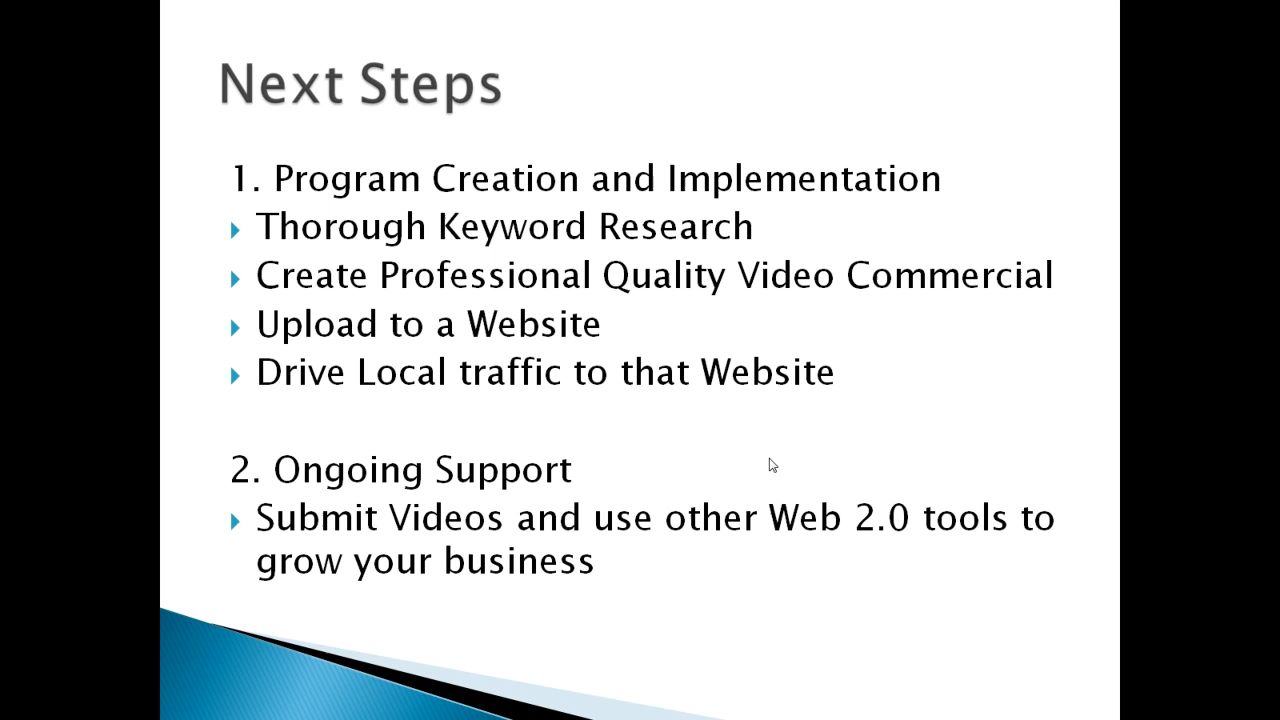 Next Steps
1. Program Creation and Implementation
Thorough Keyword Research
Create Professional Quality Video Commercial
Upload to a Website
Drive Local traffic to that Website
2. Ongoing Support
Submit Videos and use other Web 2.0 tools to
grow your business